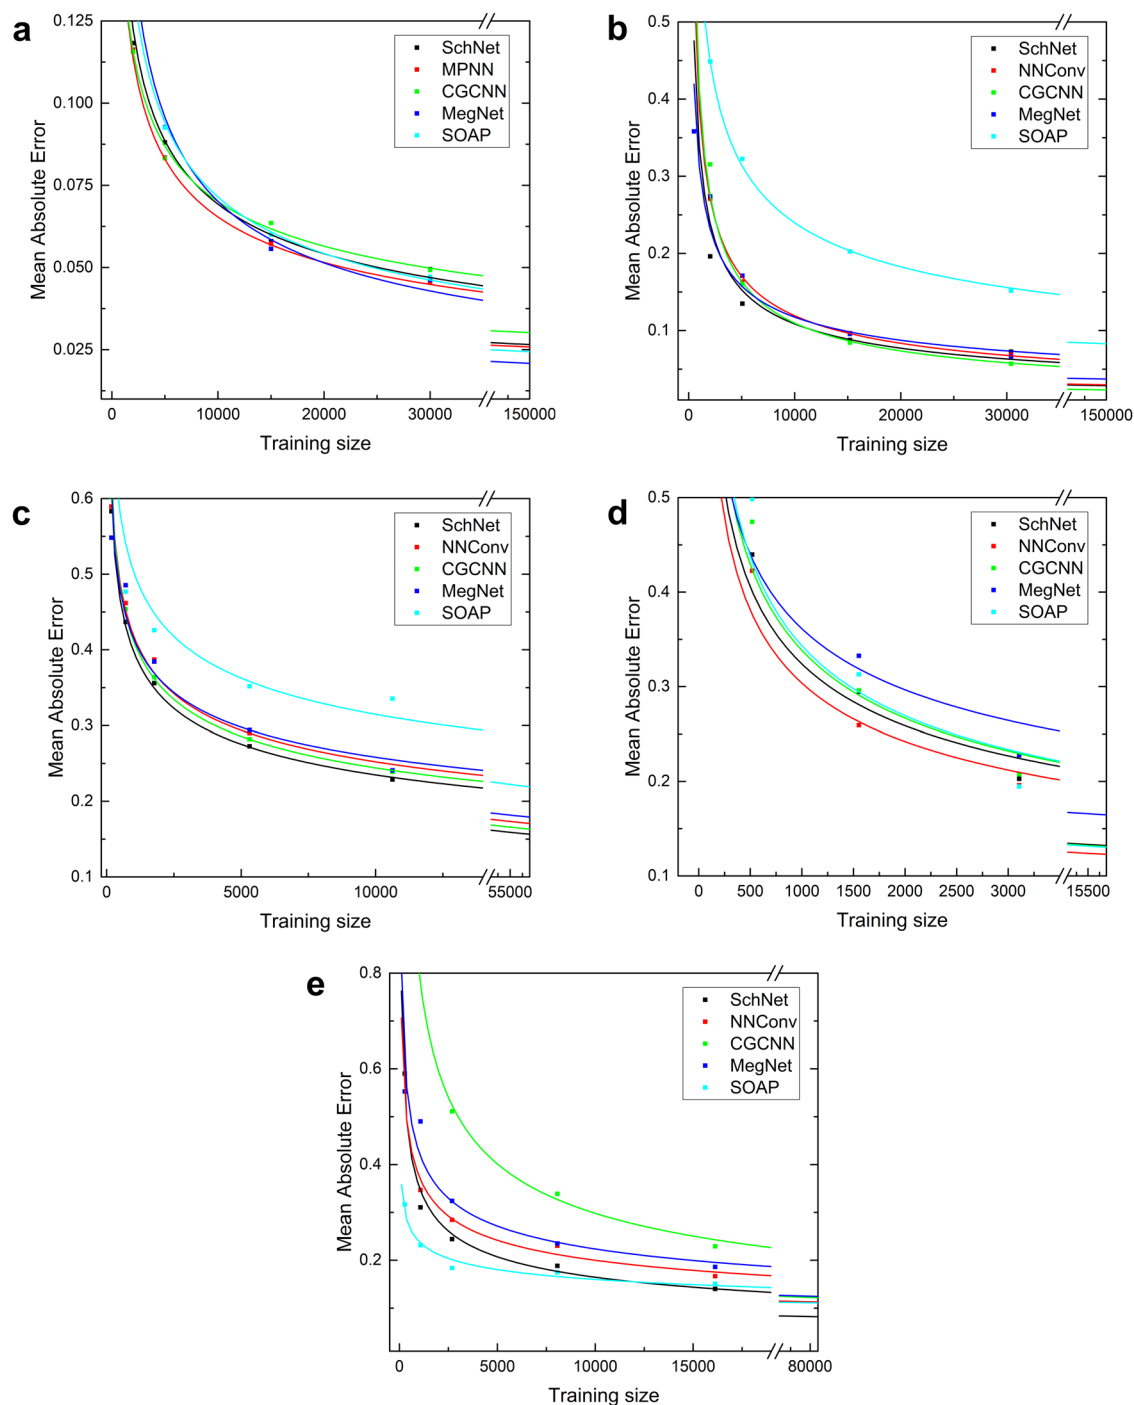 a
0.125
0.100
0.075
0.050
0.025
Mean Absolute Error
0
10000
20000
30000
150000
Training size
SchNet
MPNN
CGCNN
MegNet
SOAP
b
0.5
0.4
0.3
0.2
0.1
Mean Absolute Error
0
10000
20000
30000
150000
Training size
SchNet
NNConv
CGCNN
MegNet
SOAP
c
0.6
0.5
0.4
0.3
0.2
0.1
Mean Absolute Error
0
5000
10000
55000
Training size
SchNet
NNConv
CGCNN
MegNet
SOAP
d
0.5
0.4
0.3
0.2
0.1
Mean Absolute Error
0
500
1000
1500
2000
2500
3000
15500
Training size
SchNet
NNConv
CGCNN
MegNet
SOAP
e
0.8
0.6
0.4
0.2
Mean Absolute Error
0
5000
10000
15000
80000
Training size
SchNet
NNConv
CGCNN
MegNet
SOAP